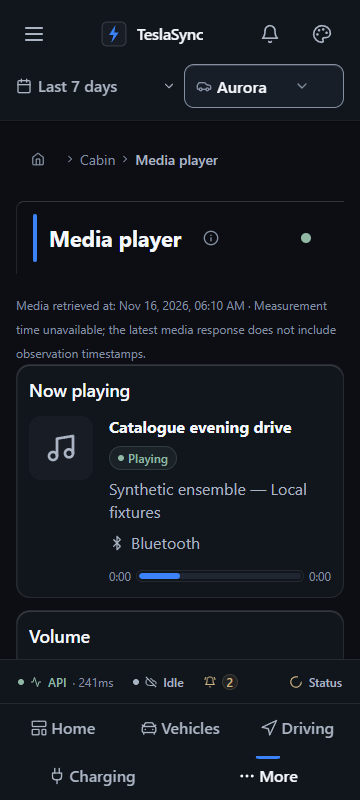 TeslaSync
Last 7 days
Aurora
Cabin
Media player
Media player
Media retrieved at: Nov 16, 2026, 06:10 AM · Measurement
time unavailable; the latest media response does not include
observation timestamps.
Now playing
Catalogue evening drive
Playing
Synthetic ensemble — Local
fixtures
Bluetooth
0:00 0:00
Volume
API · 241ms Idle 2 Status
Home Vehicles Driving
Charging More